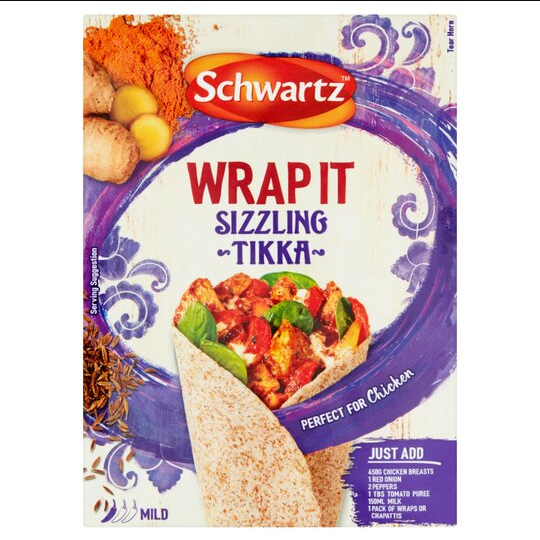 Tear Here
Schwartz™
WRAP IT
SIZZLING
~TIKKA~
Serving Suggestion
PERFECT FOR Chicken
JUST ADD
450G CHICKEN BREASTS
1 RED ONION
2 PEPPERS
1 TBS TOMATO PUREE
150ML MILK
1 PACK OF WRAPS OR
CHAPATTIS
MILD